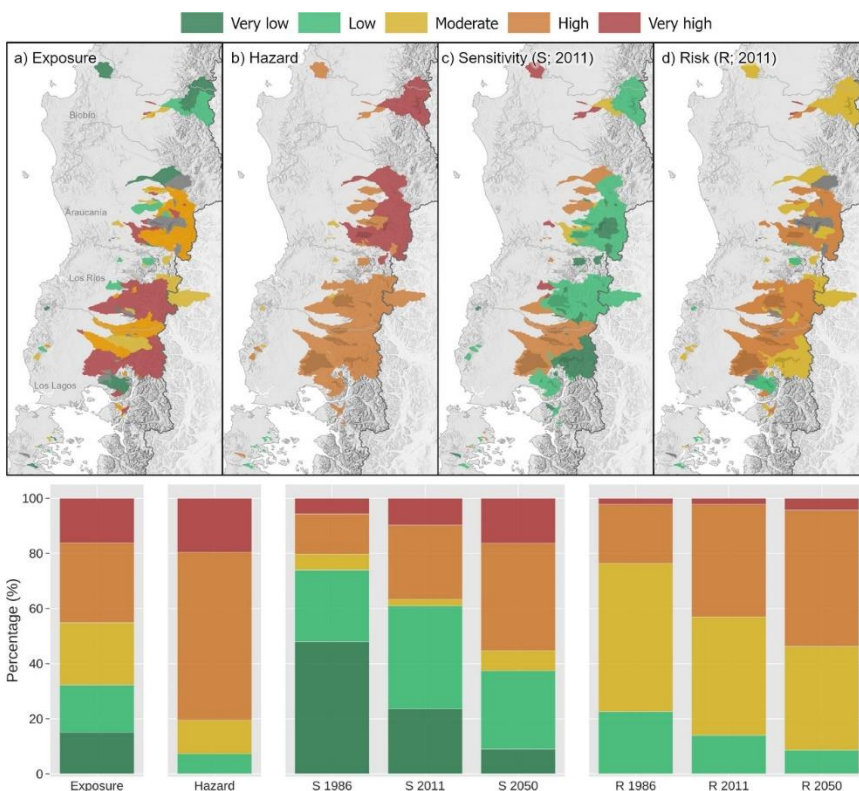 Very low Low Moderate High Very high
a) Exposure b) Hazard c) Sensitivity (S; 2011) d) Risk (R; 2011)
Biobío
Araucanía
Los Ríos
Los Lagos
100
80
60
40
20
0
Percentage (%)
Exposure Hazard S 1986 S 2011 S 2050 R 1986 R 2011 R 2050